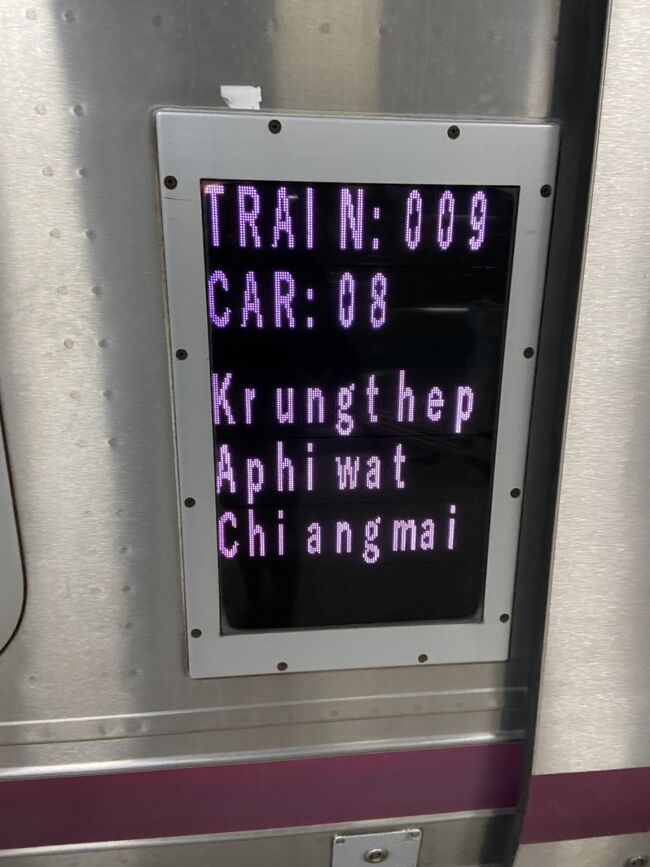 TRAIN: 009
CAR: 08
Krungthep
Aphiwat
Chiangmai